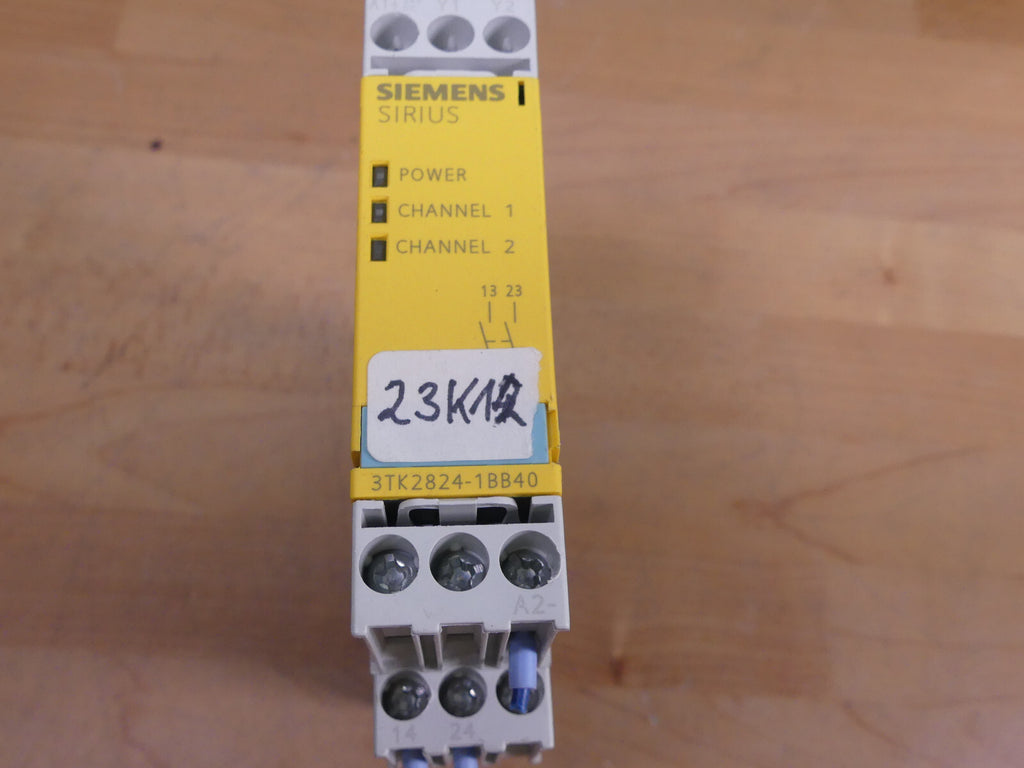 Y1 Y2
SIEMENS
SIRIUS
POWER
CHANNEL 1
CHANNEL 2
13 23
3TK2824-1BB40
A2-
14 24